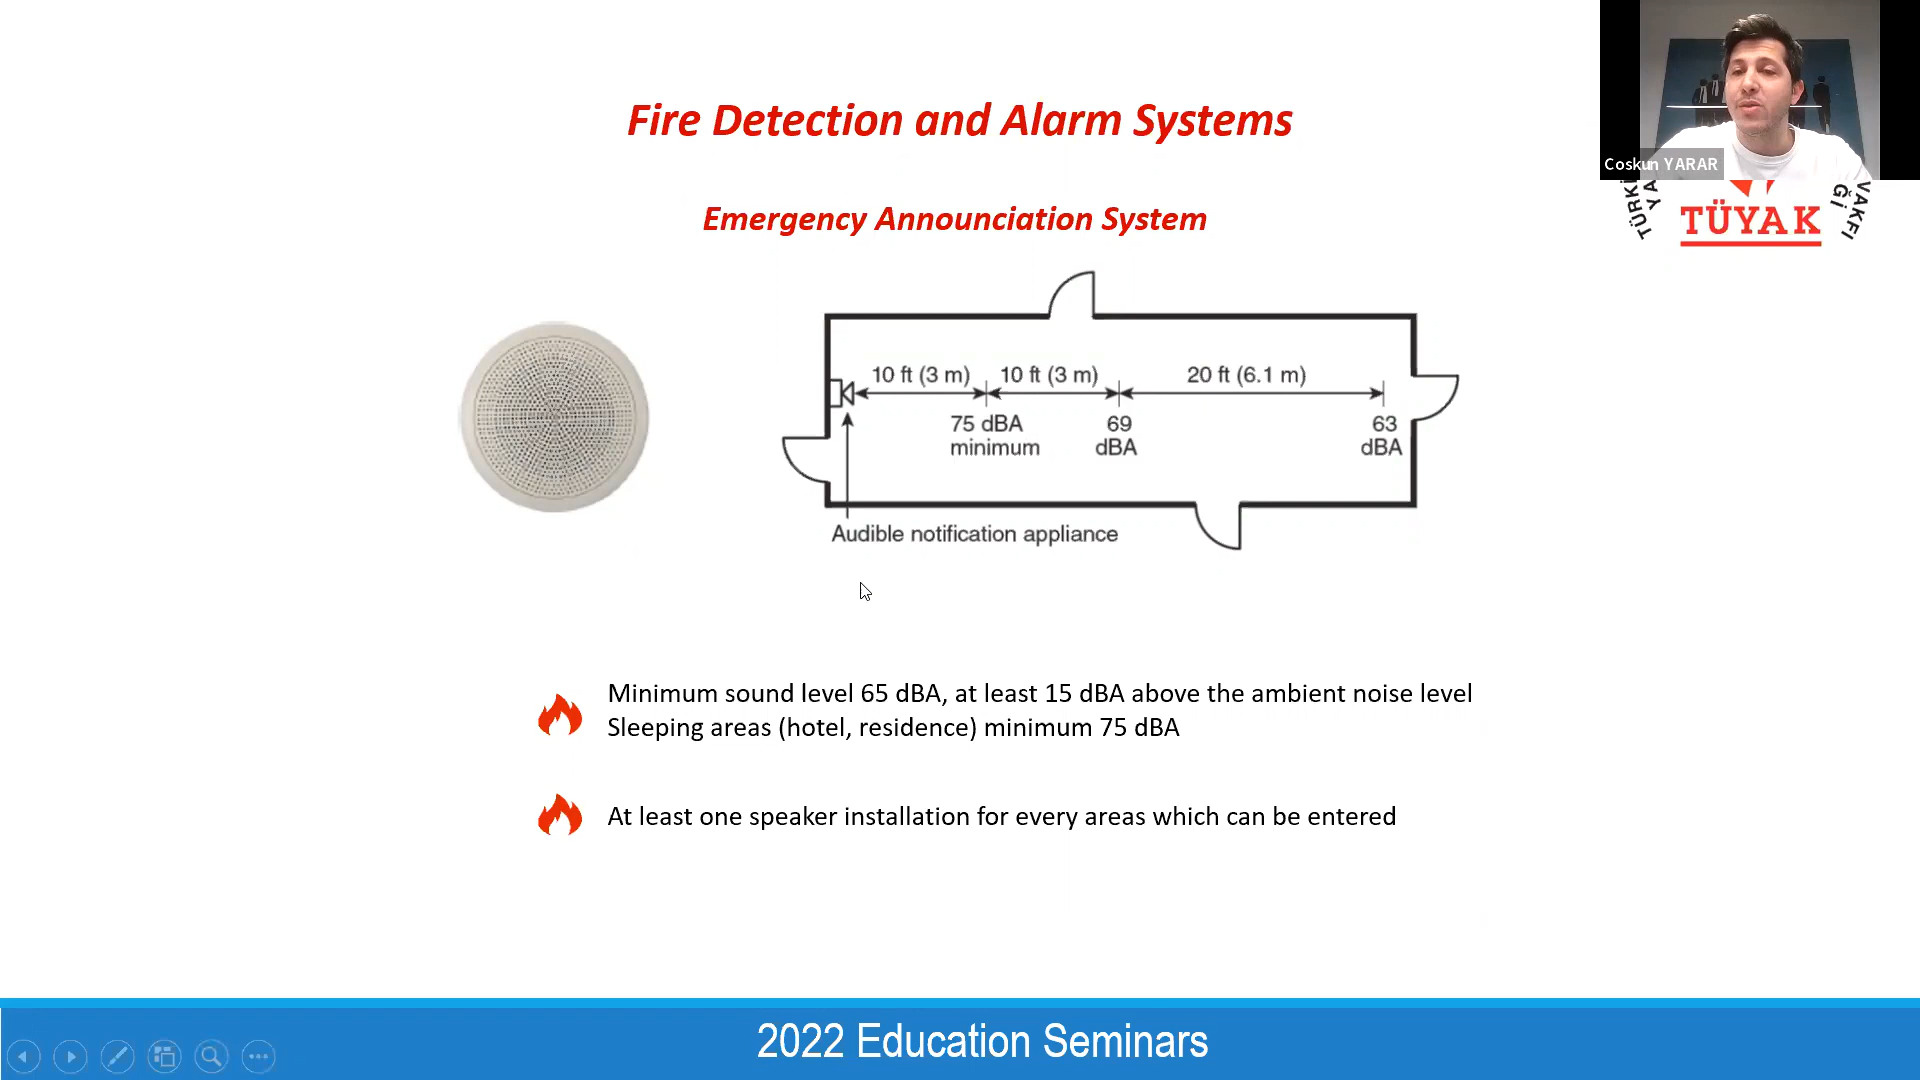 Fire Detection and Alarm Systems
Coskun YARAR
TÜRKİ
YA
Ğİ
VAKFI
TÜYAK
Emergency Announciation System
10 ft (3 m)
10 ft (3 m)
20 ft (6.1 m)
75 dBA
minimum
69
dBA
63
dBA
Audible notification appliance
Minimum sound level 65 dBA, at least 15 dBA above the ambient noise level
Sleeping areas (hotel, residence) minimum 75 dBA
At least one speaker installation for every areas which can be entered
2022 Education Seminars